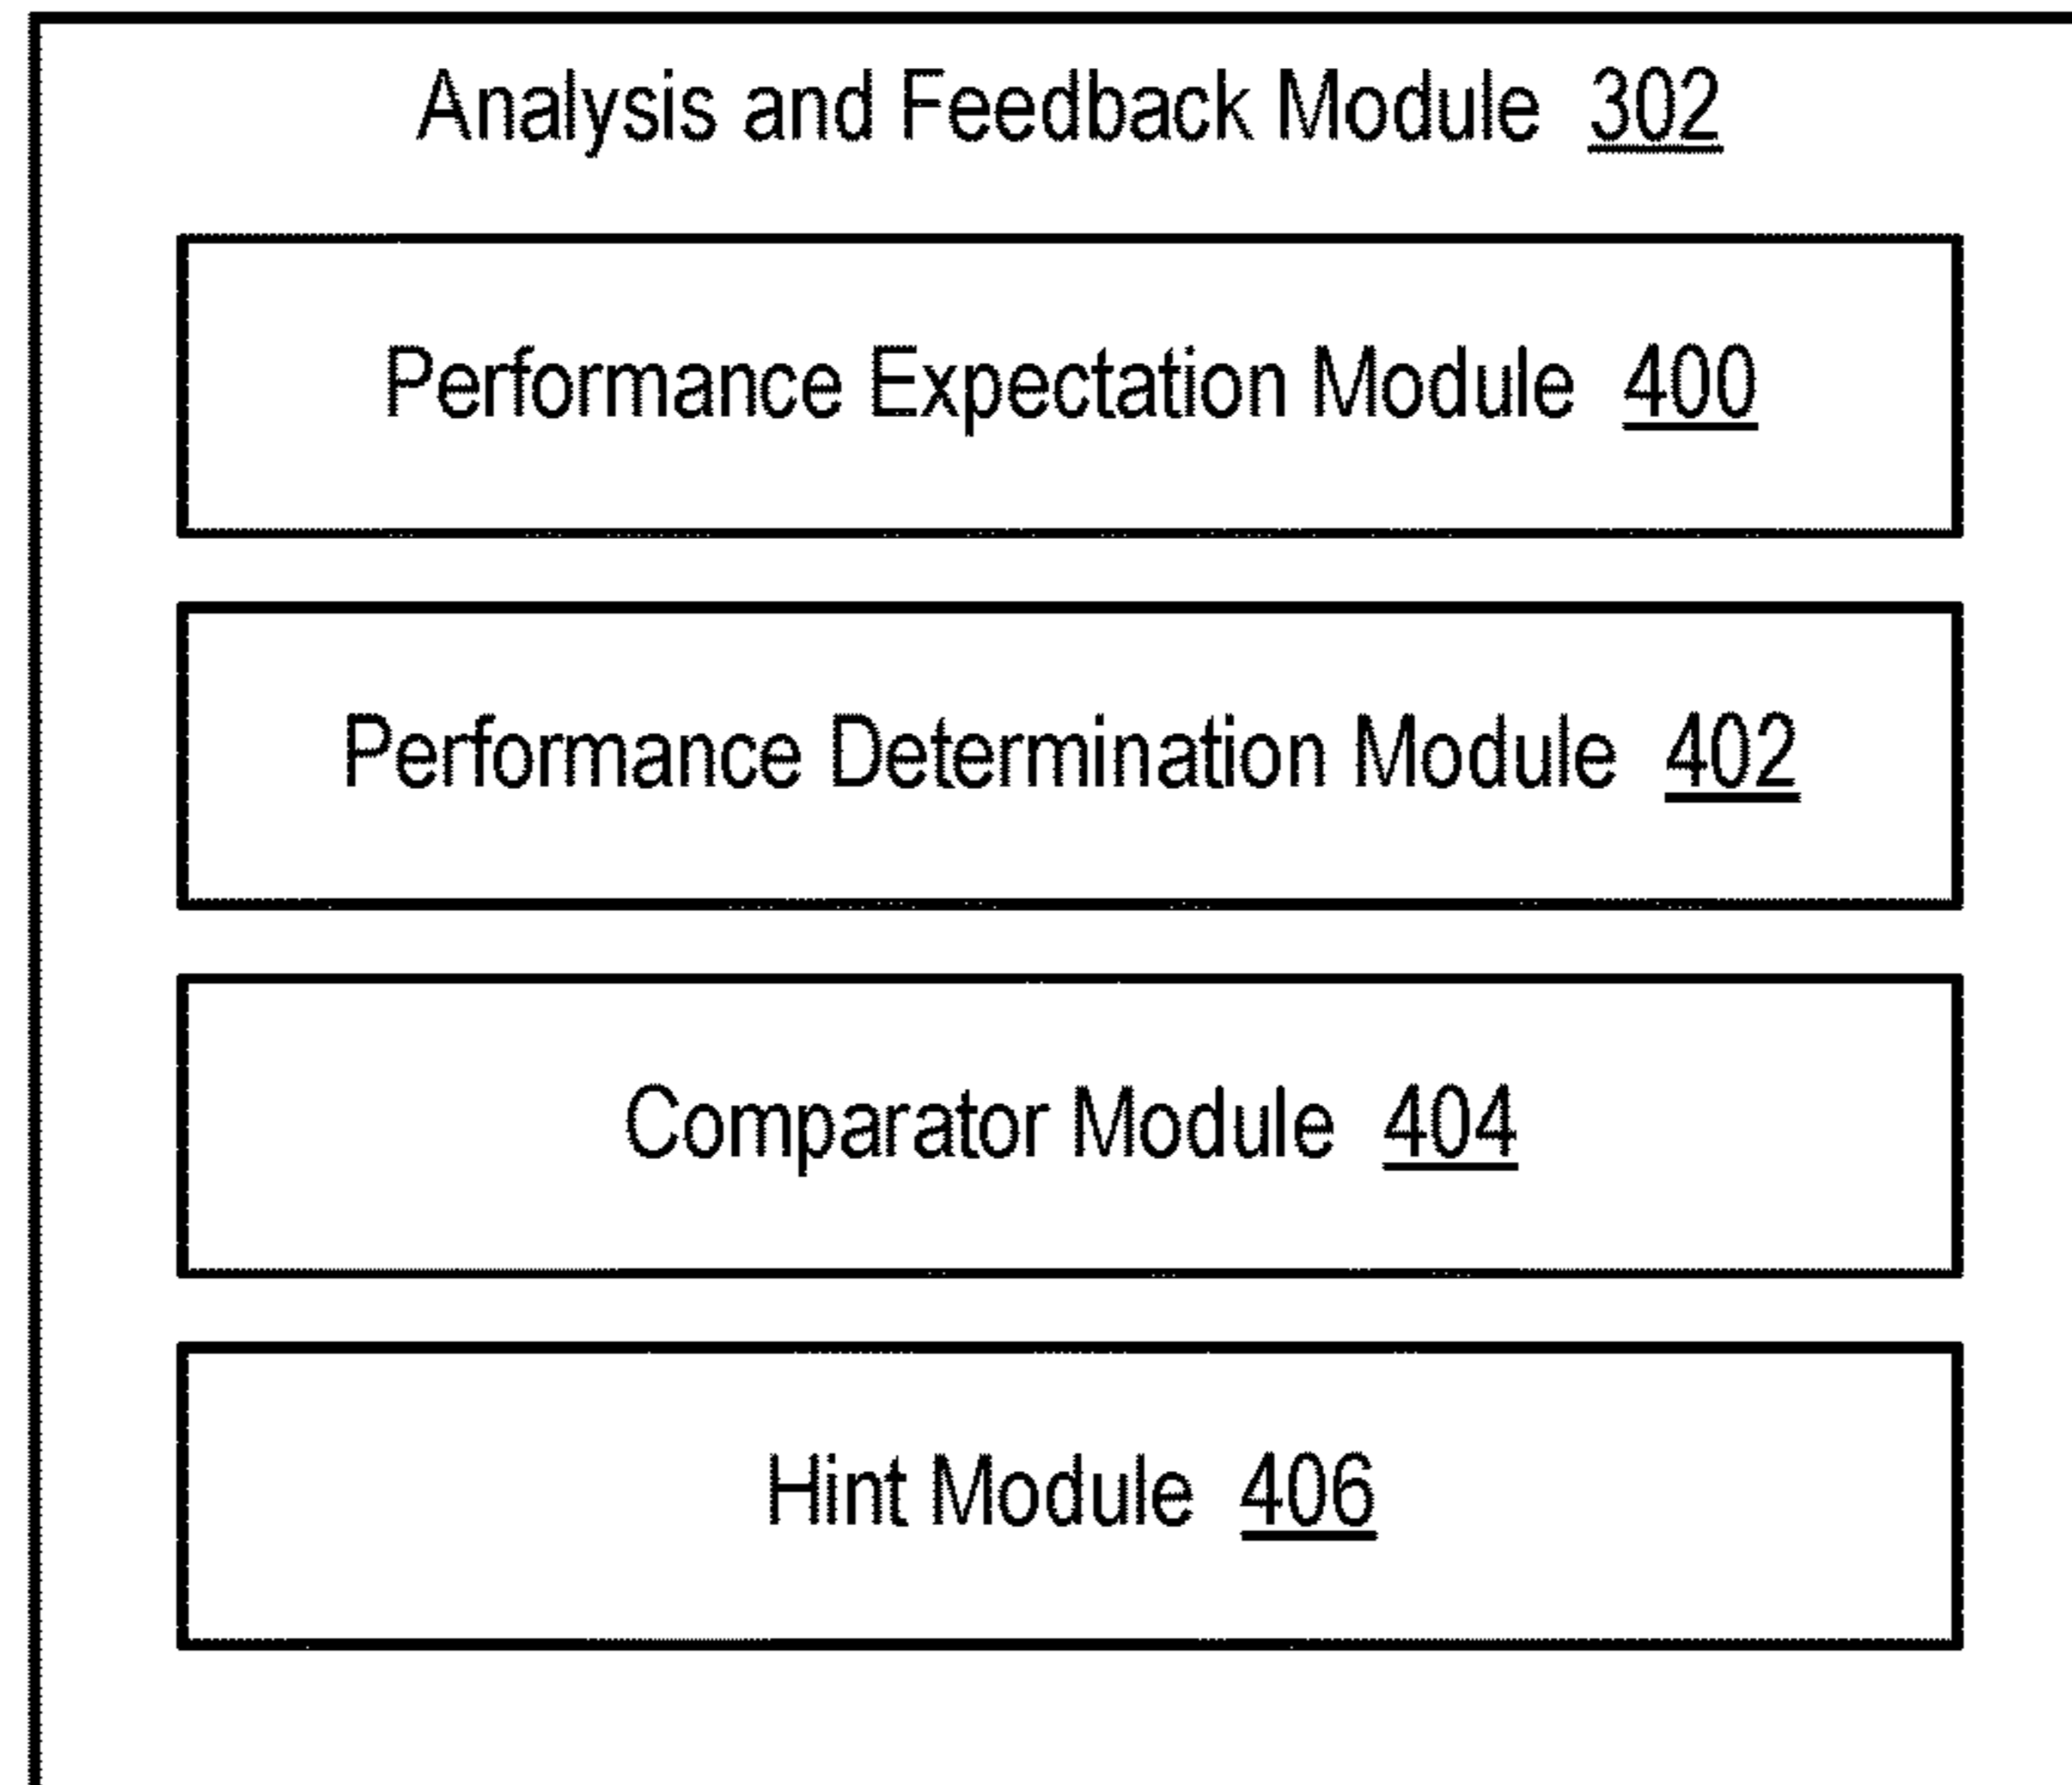 Analysis and Feedback Module 302
Performance Expectation Module 400
Performance Determination Module 402
Comparator Module 404
Hint Module 406